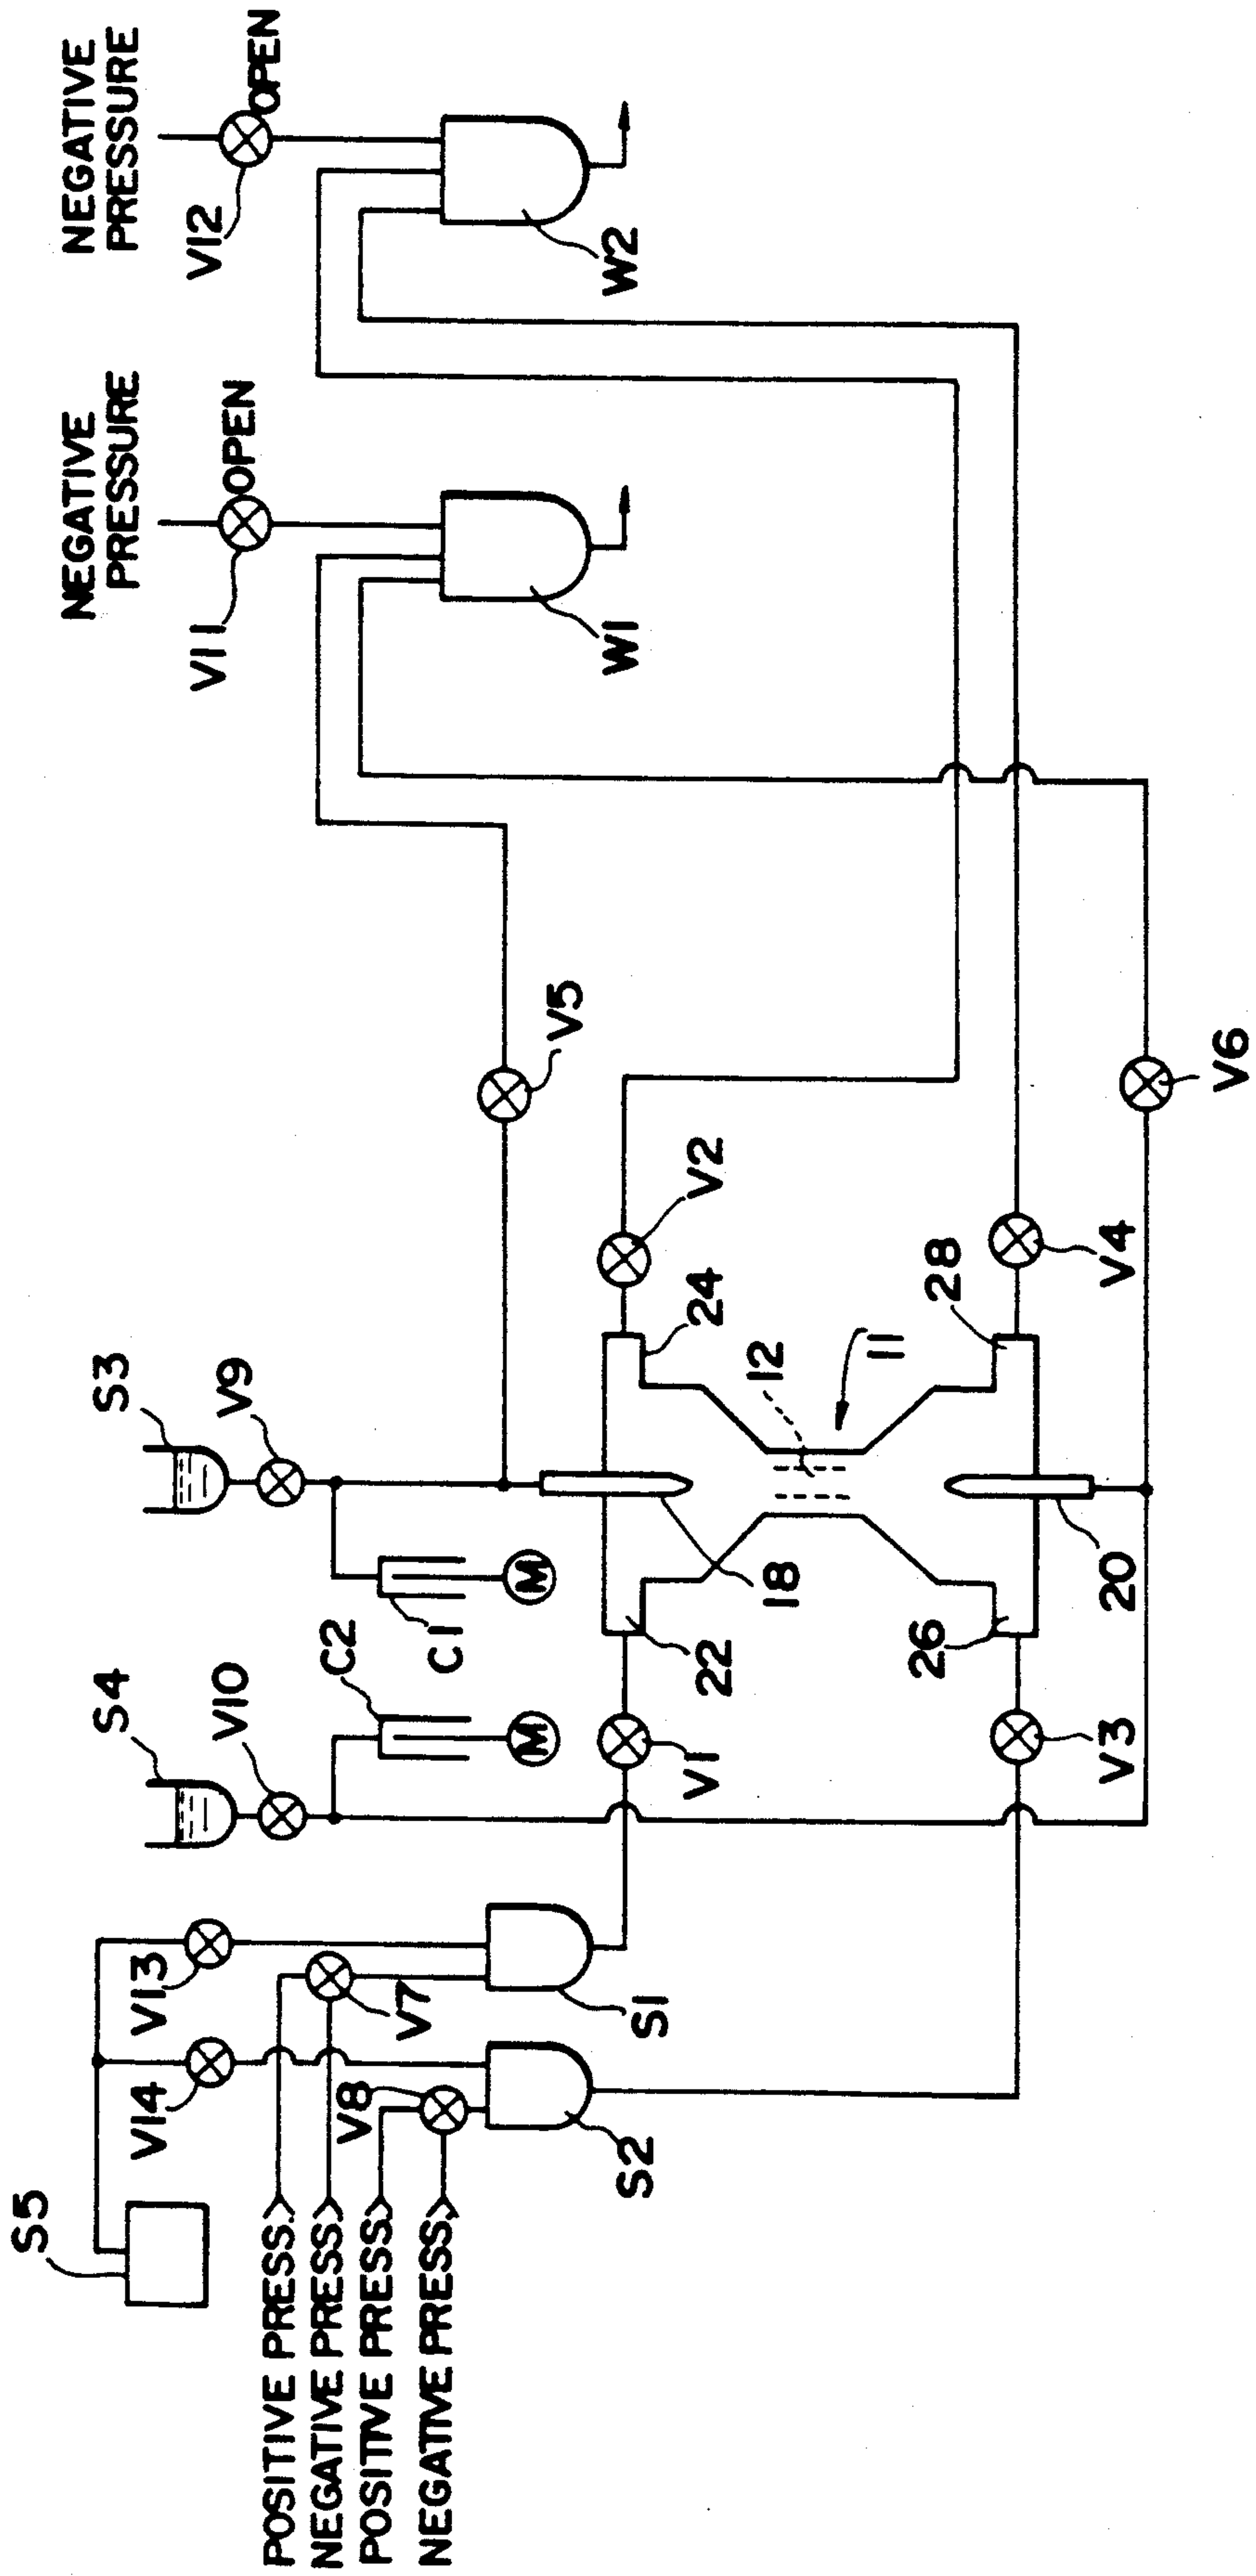 NEGATIVE
PRESSURE
NEGATIVE
PRESSURE
V12
OPEN
V11
OPEN
W2
W1
S5
S4
S3
V14
V13
V10
V9
C2
C1
V5
POSITIVE PRESS.
NEGATIVE PRESS.
POSITIVE PRESS.
NEGATIVE PRESS.
V8
V7
S2
S1
M
M
V1
22
18
24
V2
12
11
26
28
V3
20
V4
V6